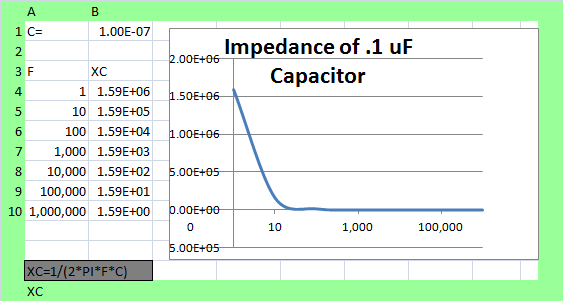 A B
1 C= 1.00E-07
2
3 F XC
4 1 1.59E+06
5 10 1.59E+05
6 100 1.59E+04
7 1,000 1.59E+03
8 10,000 1.59E+02
9 100,000 1.59E+01
10 1,000,000 1.59E+00
XC=1/(2*PI*F*C)
XC
Impedance of .1 uF
Capacitor
2.00E+06
1.50E+06
1.00E+06
5.00E+05
0.00E+00
0 10 1,000 100,000
5.00E+05